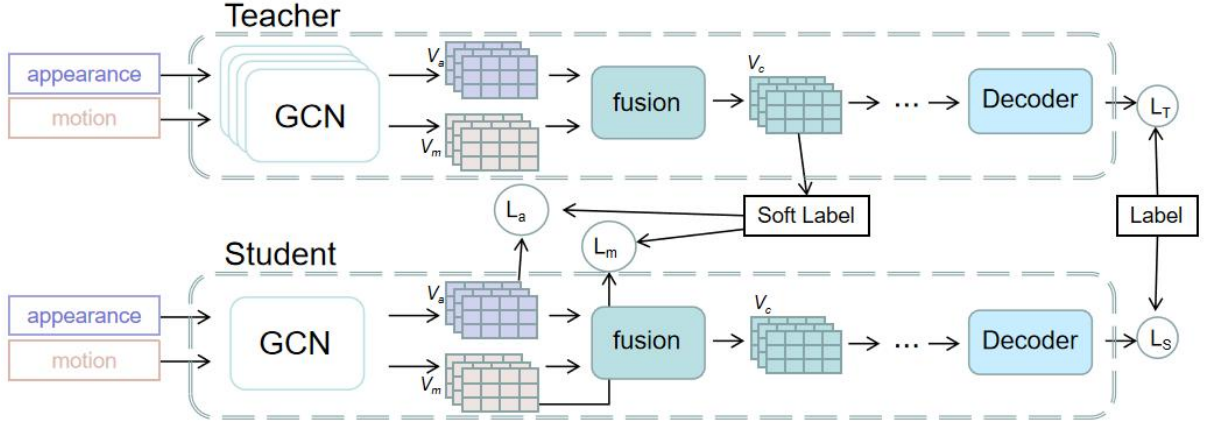 Teacher
appearance
motion
GCN
Va
Vm
fusion
Vc
...
Decoder
LT
La
Lm
Soft Label
Label
Student
appearance
motion
GCN
Va
Vm
fusion
Vc
...
Decoder
LS